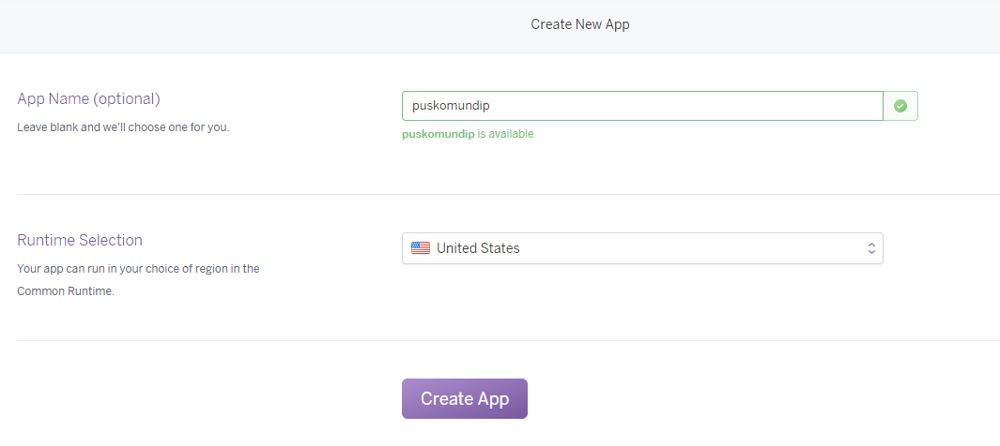 Create New App
App Name (optional)
Leave blank and we'll choose one for you.
puskomundip
puskomundip is available
Runtime Selection
Your app can run in your choice of region in the
Common Runtime.
United States
Create App